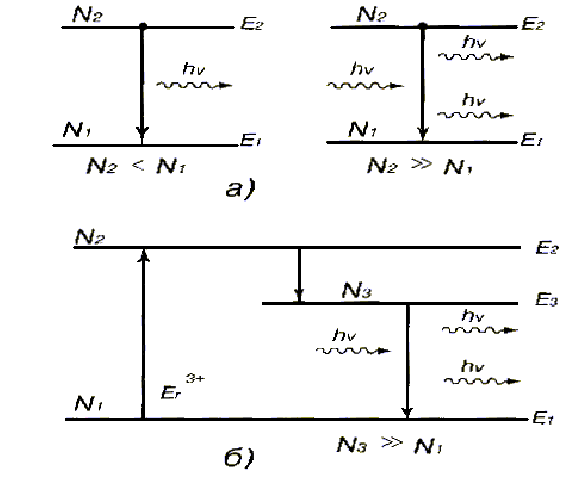 N₂ E₂ N₂ E₂
hν
hν hν
hν
N₁ E₁ N₁ E₁
N₂ < N₁ N₂ ≫ N₁
а)
N₂ E₂
N₃ E₃
hν
hν
hν
Er³⁺
N₁ E₁
N₃ ≫ N₁
б)